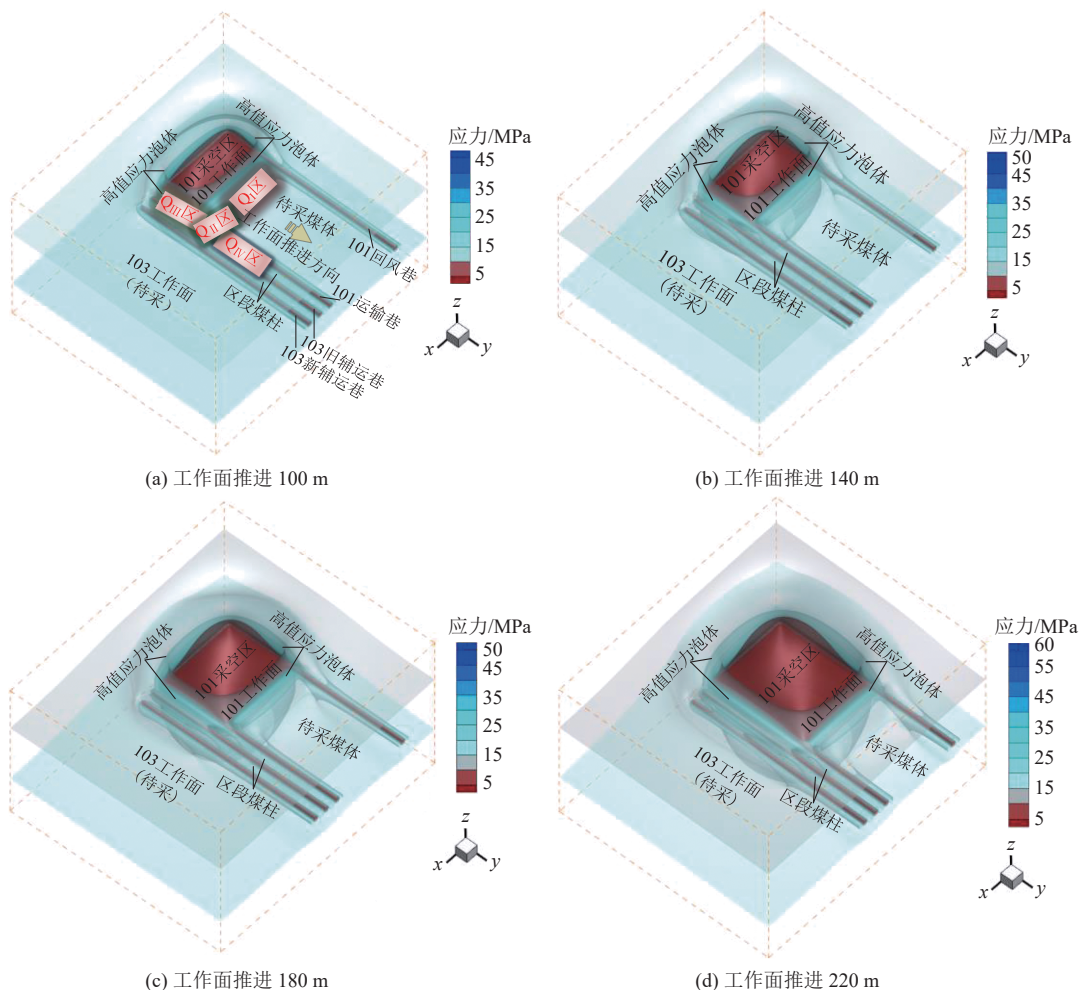 高值应力泡体
高值应力泡体
101采空区
101工作面
QⅠ区
QⅡ区
QⅢ区
QⅣ区
待采煤体
工作面推进方向
101回风巷
103工作面
(待采)
区段煤柱
101运输巷
103旧辅运巷
103新辅运巷
应力/MPa
45
35
25
15
5
z
x
y
(a) 工作面推进 100 m
高值应力泡体
高值应力泡体
101采空区
101工作面
待采煤体
103工作面
(待采)
区段煤柱
应力/MPa
50
45
35
25
15
5
z
x
y
(b) 工作面推进 140 m
高值应力泡体
高值应力泡体
101采空区
101工作面
待采煤体
103工作面
(待采)
区段煤柱
应力/MPa
50
45
35
25
15
5
z
x
y
(c) 工作面推进 180 m
高值应力泡体
高值应力泡体
101采空区
101工作面
待采煤体
103工作面
(待采)
区段煤柱
应力/MPa
60
55
45
35
25
15
5
z
x
y
(d) 工作面推进 220 m